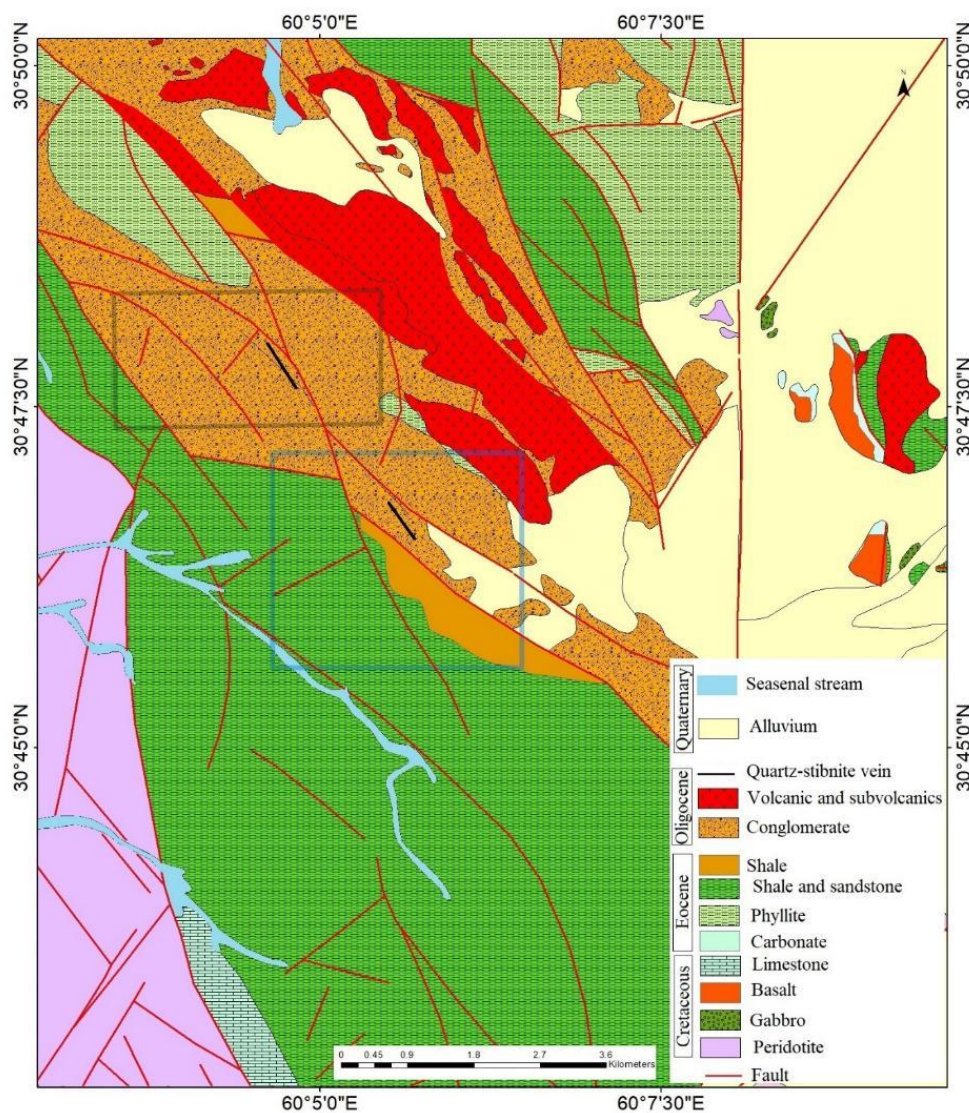 60°5'0"E 60°7'30"E
30°50'0"N 30°50'0"N
N
30°47'30"N 30°47'30"N
30°45'0"N 30°45'0"N
Quaternary
Seasenal stream
Alluvium
Oligocene
Quartz-stibnite vein
Volcanic and subvolcanics
Conglomerate
Eocene
Shale
Shale and sandstone
Phyllite
Carbonate
Cretaceous
Limestone
Basalt
Gabbro
Peridotite
Fault
0 0.45 0.9 1.8 2.7 3.6
Kilometers
60°5'0"E 60°7'30"E